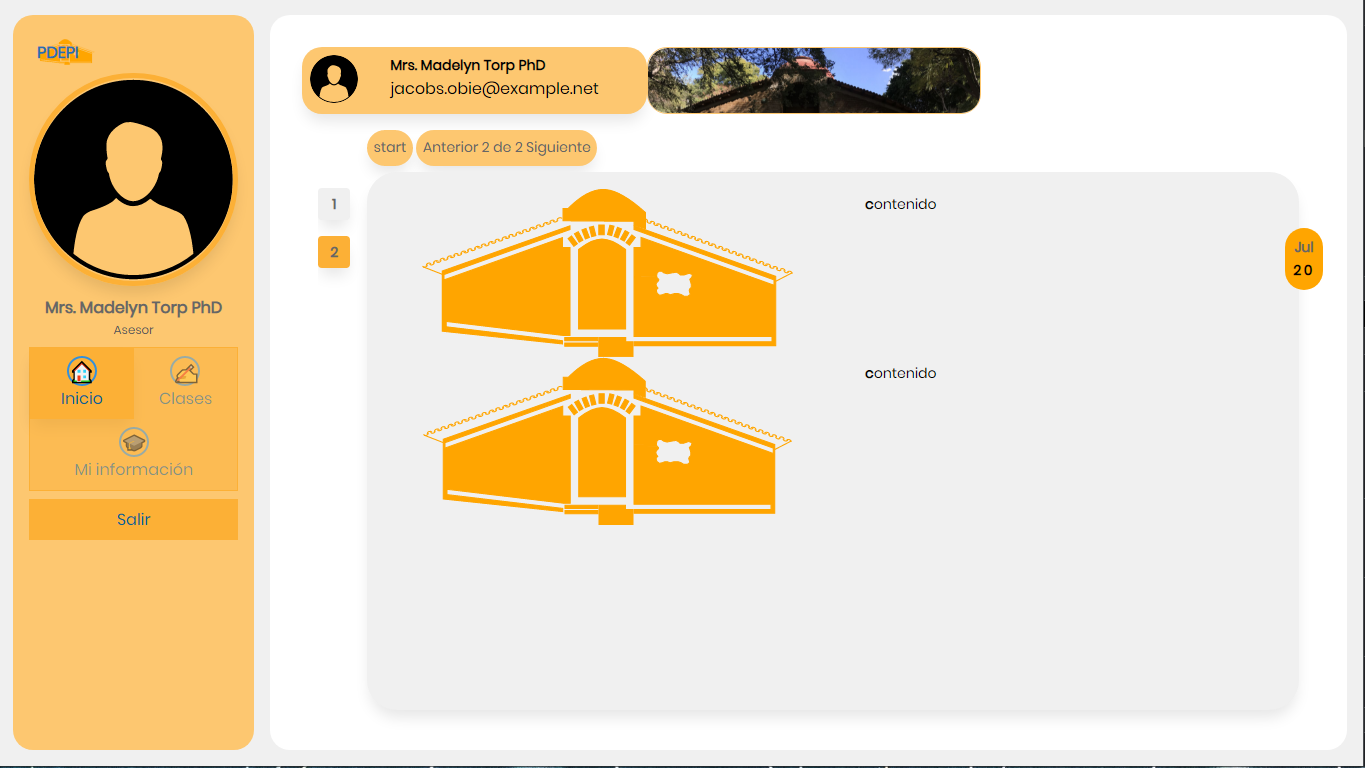 PDEPI
Mrs. Madelyn Torp PhD
Asesor
Inicio
Clases
Mi información
Salir
Mrs. Madelyn Torp PhD
jacobs.obie@example.net
start
Anterior 2 de 2 Siguiente
1
2
contenido
contenido
Jul
20